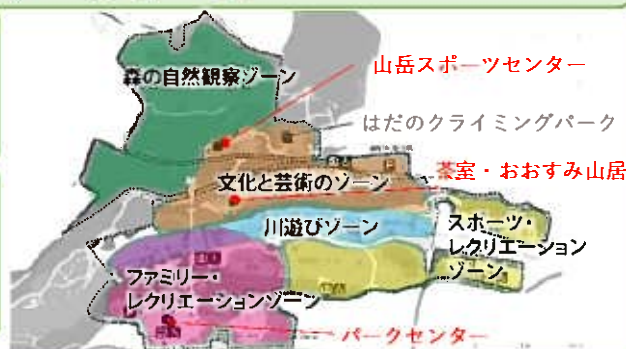 森の自然観察ゾーン
山岳スポーツセンター
はだのクライミングパーク
茶室・おおすみ山居
文化と芸術のゾーン
川遊びゾーン
スポーツ・
レクリエーション
ゾーン
ファミリー・
レクリエーションゾーン
パークセンター